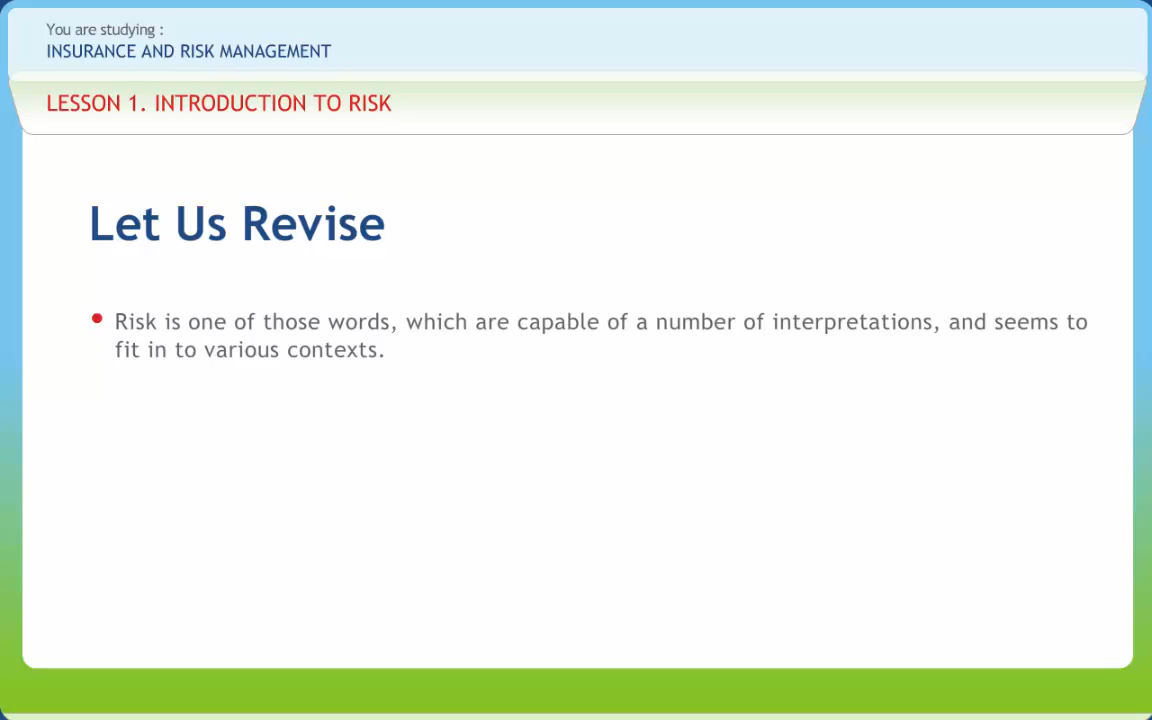 You are studying :
INSURANCE AND RISK MANAGEMENT
LESSON 1. INTRODUCTION TO RISK
Let Us Revise
• Risk is one of those words, which are capable of a number of interpretations, and seems to
fit in to various contexts.